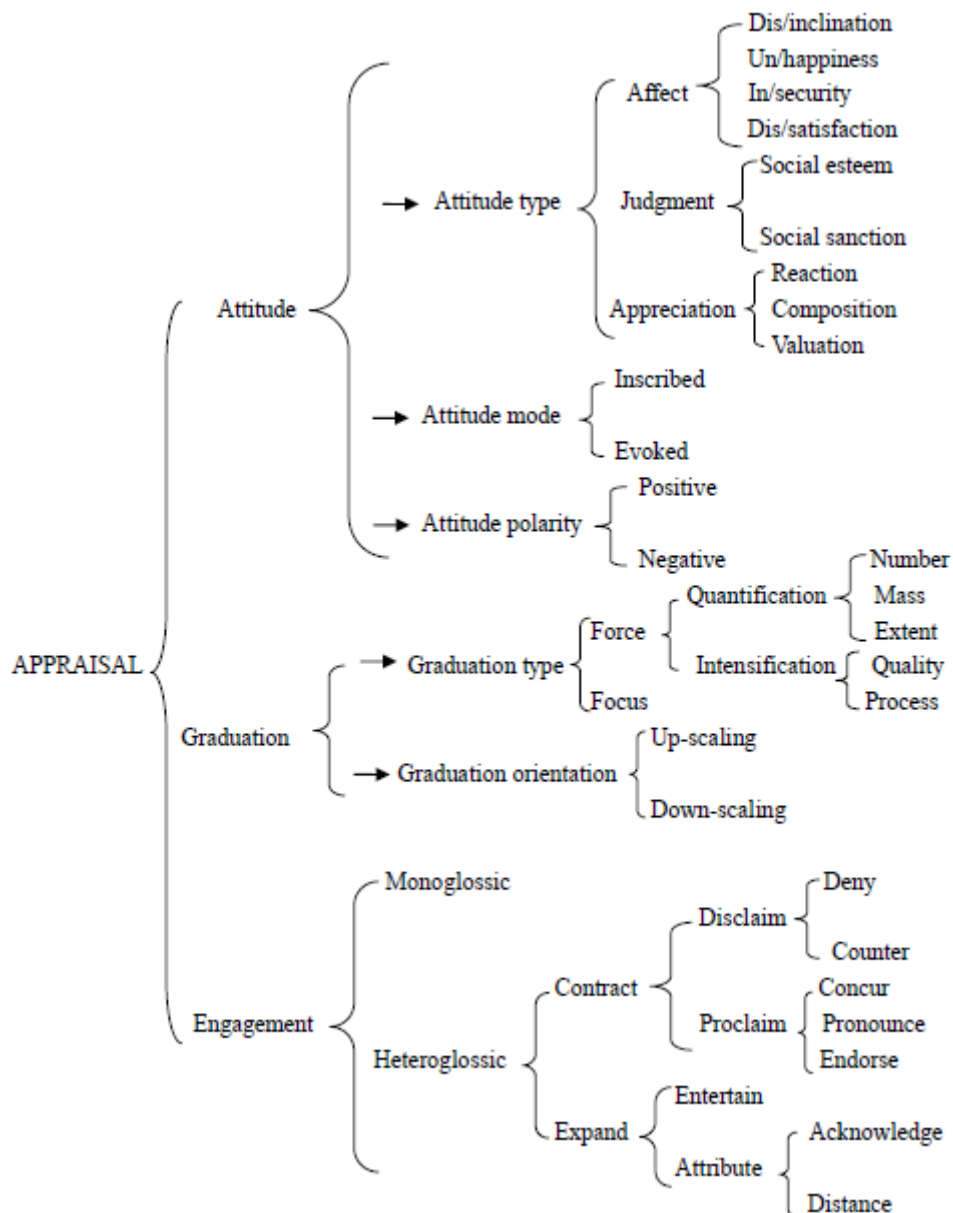 Dis/inclination
Un/happiness
Affect
In/security
Dis/satisfaction
Social esteem
Attitude type
Judgment
Social sanction
Reaction
Attitude
Appreciation
Composition
Valuation
Inscribed
Attitude mode
Evoked
Positive
Attitude polarity
Negative
Number
Quantification
Mass
Force
Extent
APPRAISAL
Graduation type
Intensification
Quality
Focus
Process
Graduation
Up-scaling
Graduation orientation
Down-scaling
Monoglossic
Deny
Disclaim
Counter
Contract
Concur
Engagement
Proclaim
Pronounce
Heteroglossic
Endorse
Entertain
Expand
Acknowledge
Attribute
Distance